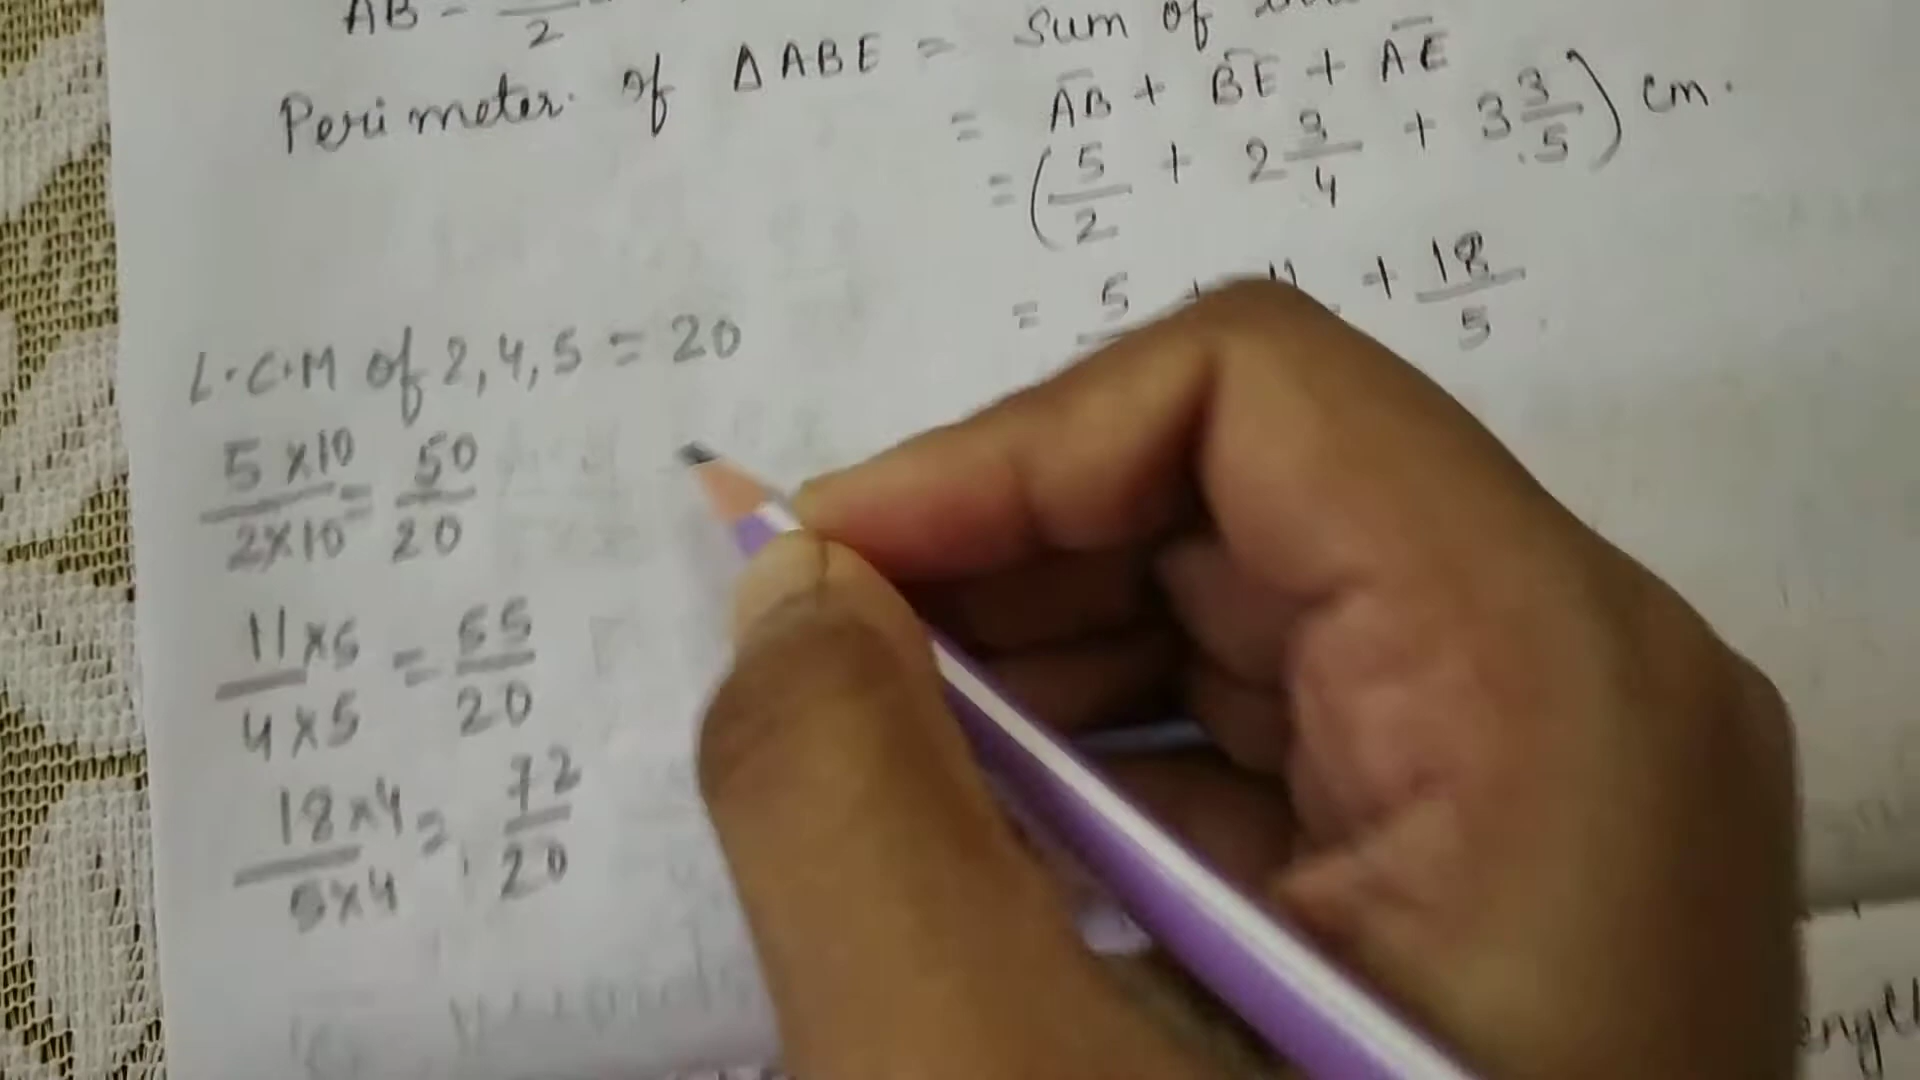 AB = /2
Perimeter of ΔABE = Sum of
= A̅B̅ + B̅E̅ + A̅E̅
= (5/2 + 2 3/4 + 3 3/5) cm.
= 5 + 11 + 18/5
L.C.M of 2, 4, 5 = 20
5×10/2×10 = 50/20
11×5/4×5 = 55/20
18×4/5×4 = 72/20